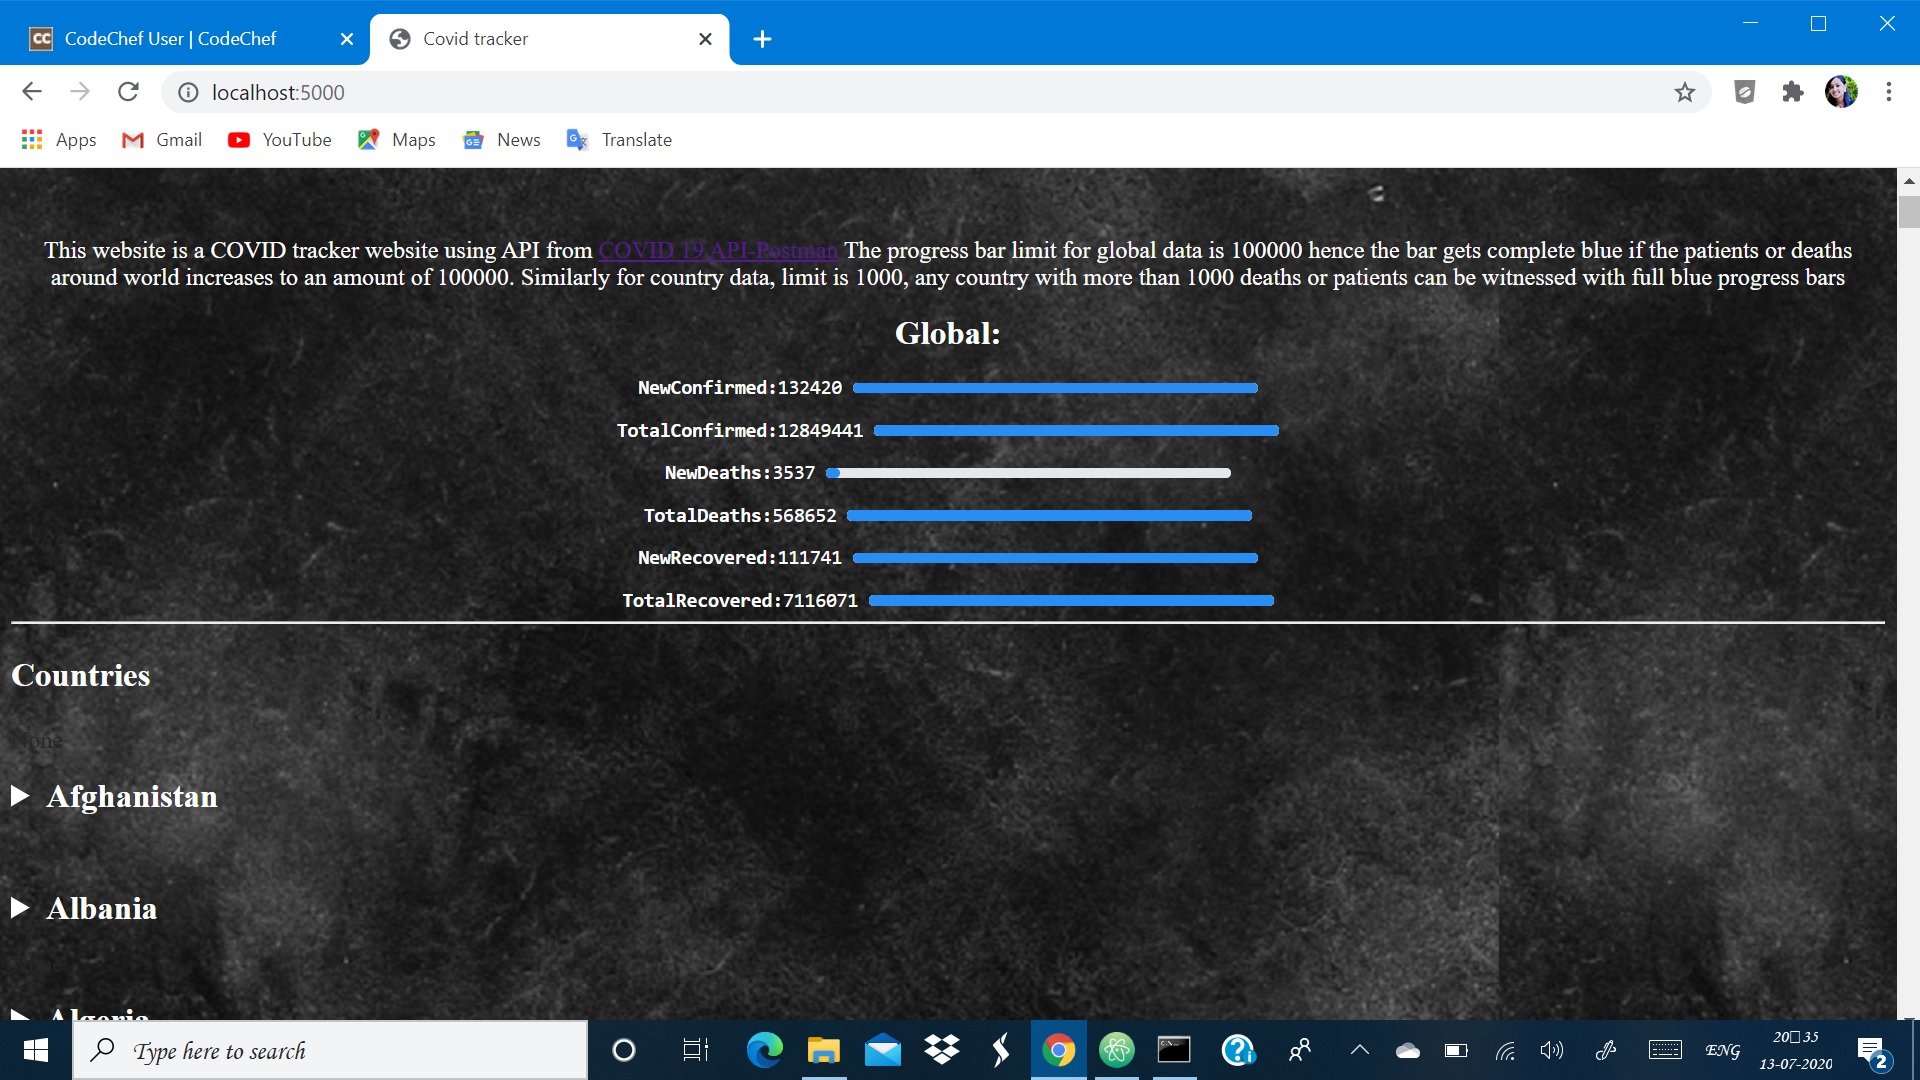 CodeChef User | CodeChef
Covid tracker
localhost:5000
Apps Gmail YouTube Maps News Translate
This website is a COVID tracker website using API from COVID 19 API-Postman The progress bar limit for global data is 100000 hence the bar gets complete blue if the patients or deaths
around world increases to an amount of 100000. Similarly for country data, limit is 1000, any country with more than 1000 deaths or patients can be witnessed with full blue progress bars
Global:
NewConfirmed:132420
TotalConfirmed:12849441
NewDeaths:3537
TotalDeaths:568652
NewRecovered:111741
TotalRecovered:7116071
Countries
None
Afghanistan
Albania
Algeria
Type here to search
ENG
20□35
13-07-2020
2